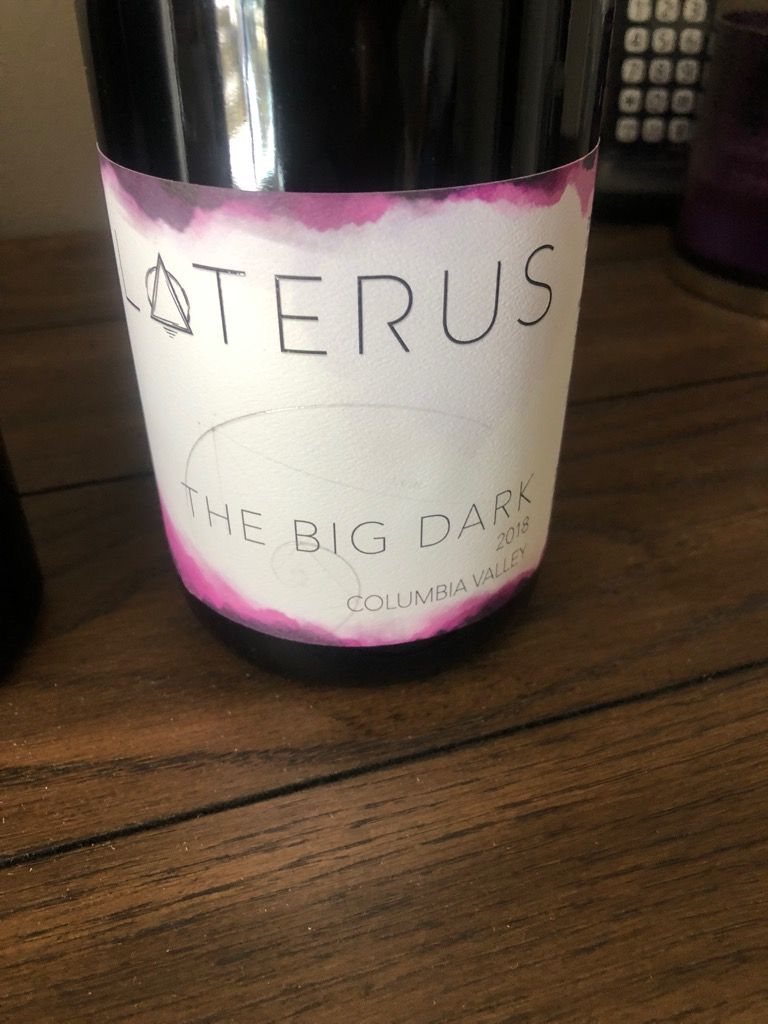 LATERUS
THE BIG DARK
2018
COLUMBIA VALLEY